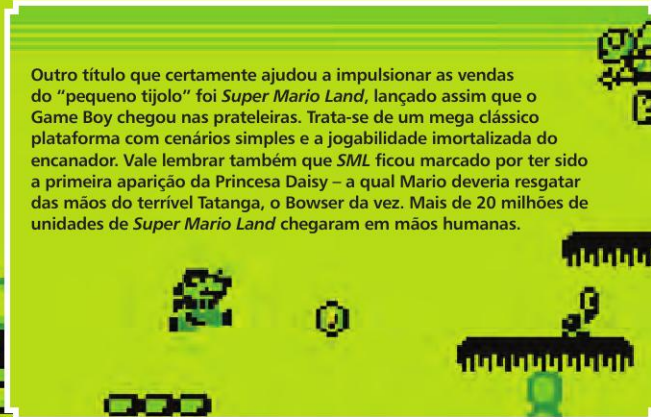 Outro título que certamente ajudou a impulsionar as vendas
do “pequeno tijolo” foi Super Mario Land, lançado assim que o
Game Boy chegou nas prateleiras. Trata-se de um mega clássico
plataforma com cenários simples e a jogabilidade imortalizada do
encanador. Vale lembrar também que SML ficou marcado por ter sido
a primeira aparição da Princesa Daisy – a qual Mario deveria resgatar
das mãos do terrível Tatanga, o Bowser da vez. Mais de 20 milhões de
unidades de Super Mario Land chegaram em mãos humanas.